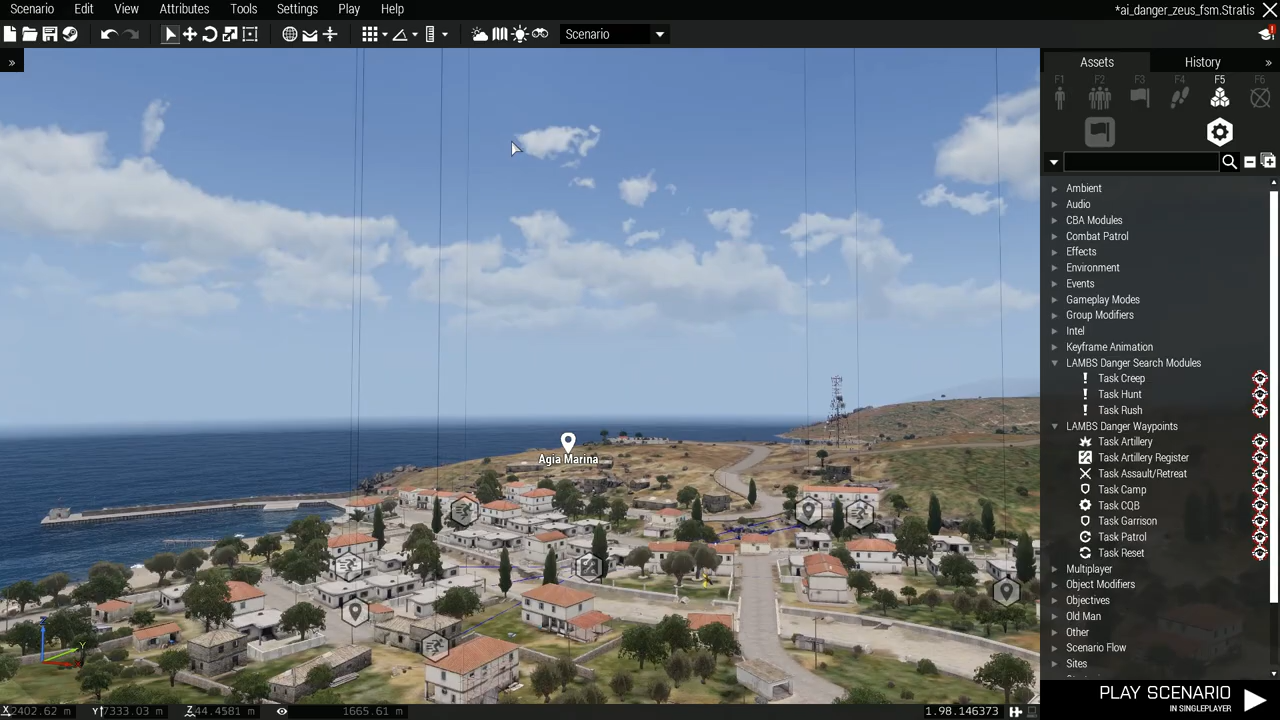 Scenario Edit View Attributes Tools Settings Play Help *ai_danger_zeus_fsm.Stratis
Scenario
Assets History
F1 F2 F3 F4 F5 F6
Ambient
Audio
CBA Modules
Combat Patrol
Effects
Environment
Events
Gameplay Modes
Group Modifiers
Intel
Keyframe Animation
LAMBS Danger Search Modules
Task Creep
Task Hunt
Task Rush
LAMBS Danger Waypoints
Task Artillery
Task Artillery Register
Task Assault/Retreat
Task Camp
Task CQB
Task Garrison
Task Patrol
Task Reset
Multiplayer
Object Modifiers
Objectives
Old Man
Other
Scenario Flow
Sites
Agia Marina
PLAY SCENARIO
IN SINGLEPLAYER
X 2402.62 m Y 7333.03 m Z 44.4581 m 1665.61 m 1.98.146373